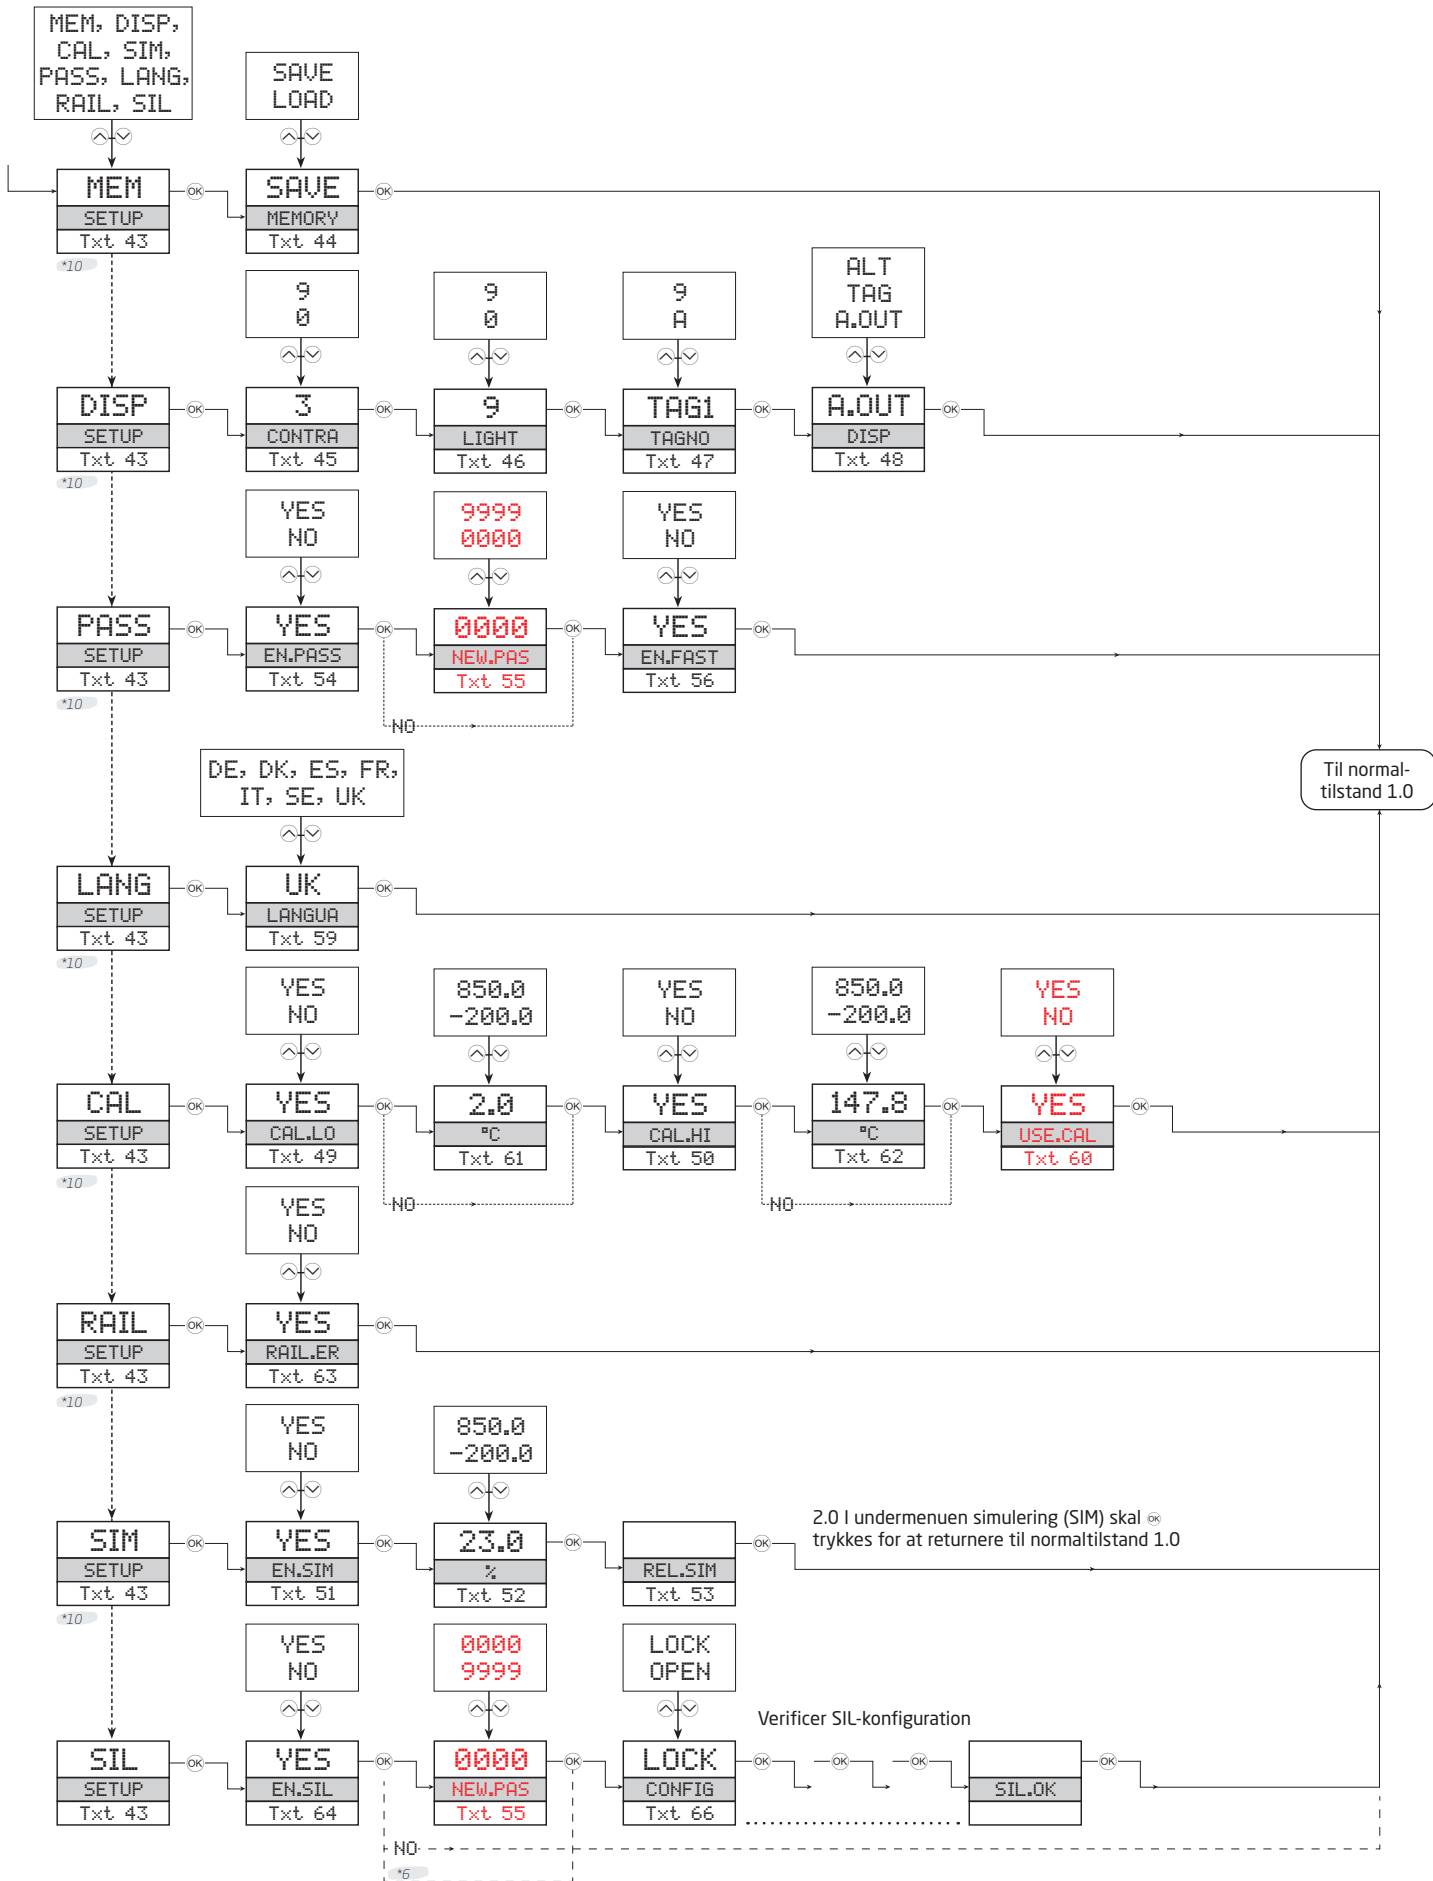 MEM, DISP,
CAL, SIM,
PASS, LANG,
RAIL, SIL
SAVE
LOAD
MEM
SETUP
Txt 43
*10
OK
SAVE
MEMORY
Txt 44
OK
9
0
9
0
9
A
ALT
TAG
A.OUT
DISP
SETUP
Txt 43
*10
OK
3
CONTRA
Txt 45
OK
9
LIGHT
Txt 46
OK
TAG1
TAGNO
Txt 47
OK
A.OUT
DISP
Txt 48
OK
YES
NO
9999
0000
YES
NO
PASS
SETUP
Txt 43
*10
OK
YES
EN.PASS
Txt 54
OK
NO
0000
NEW.PAS
Txt 55
OK
YES
EN.FAST
Txt 56
OK
Til normal-
tilstand 1.0
DE, DK, ES, FR,
IT, SE, UK
LANG
SETUP
Txt 43
*10
OK
UK
LANGUA
Txt 59
OK
YES
NO
850.0
-200.0
YES
NO
850.0
-200.0
YES
NO
CAL
SETUP
Txt 43
*10
OK
YES
CAL.LO
Txt 49
OK
NO
2.0
°C
Txt 61
OK
YES
CAL.HI
Txt 50
OK
NO
147.8
°C
Txt 62
OK
YES
USE.CAL
Txt 60
OK
YES
NO
RAIL
SETUP
Txt 43
*10
OK
YES
RAIL.ER
Txt 63
OK
YES
NO
850.0
-200.0
SIM
SETUP
Txt 43
*10
OK
YES
EN.SIM
Txt 51
OK
23.0
%
Txt 52
OK
REL.SIM
Txt 53
OK
2.0 I undermenuen simulering (SIM) skal OK
trykkes for at returnere til normaltilstand 1.0
YES
NO
0000
9999
LOCK
OPEN
Verificer SIL-konfiguration
SIL
SETUP
Txt 43
OK
YES
EN.SIL
Txt 64
OK
0000
NEW.PAS
Txt 55
OK
LOCK
CONFIG
Txt 66
OK
OK
OK
SIL.OK
OK
NO
*6